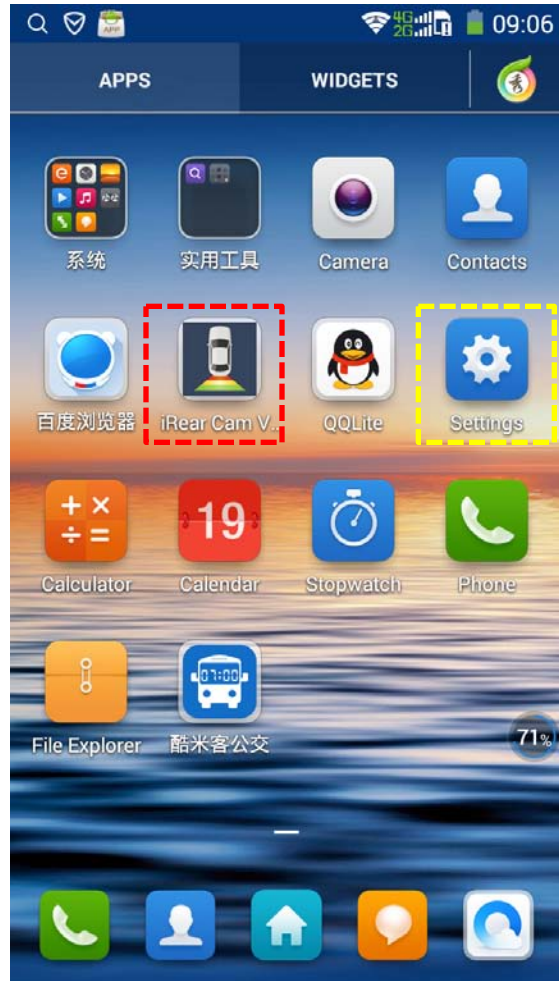 APP
4G
2G
09:06
APPS WIDGETS 秀
系统 实用工具 Camera Contacts
百度浏览器 iRear Cam V.. QQLite Settings
19
Calculator Calendar Stopwatch Phone
07:00
File Explorer 酷米客公交
71%